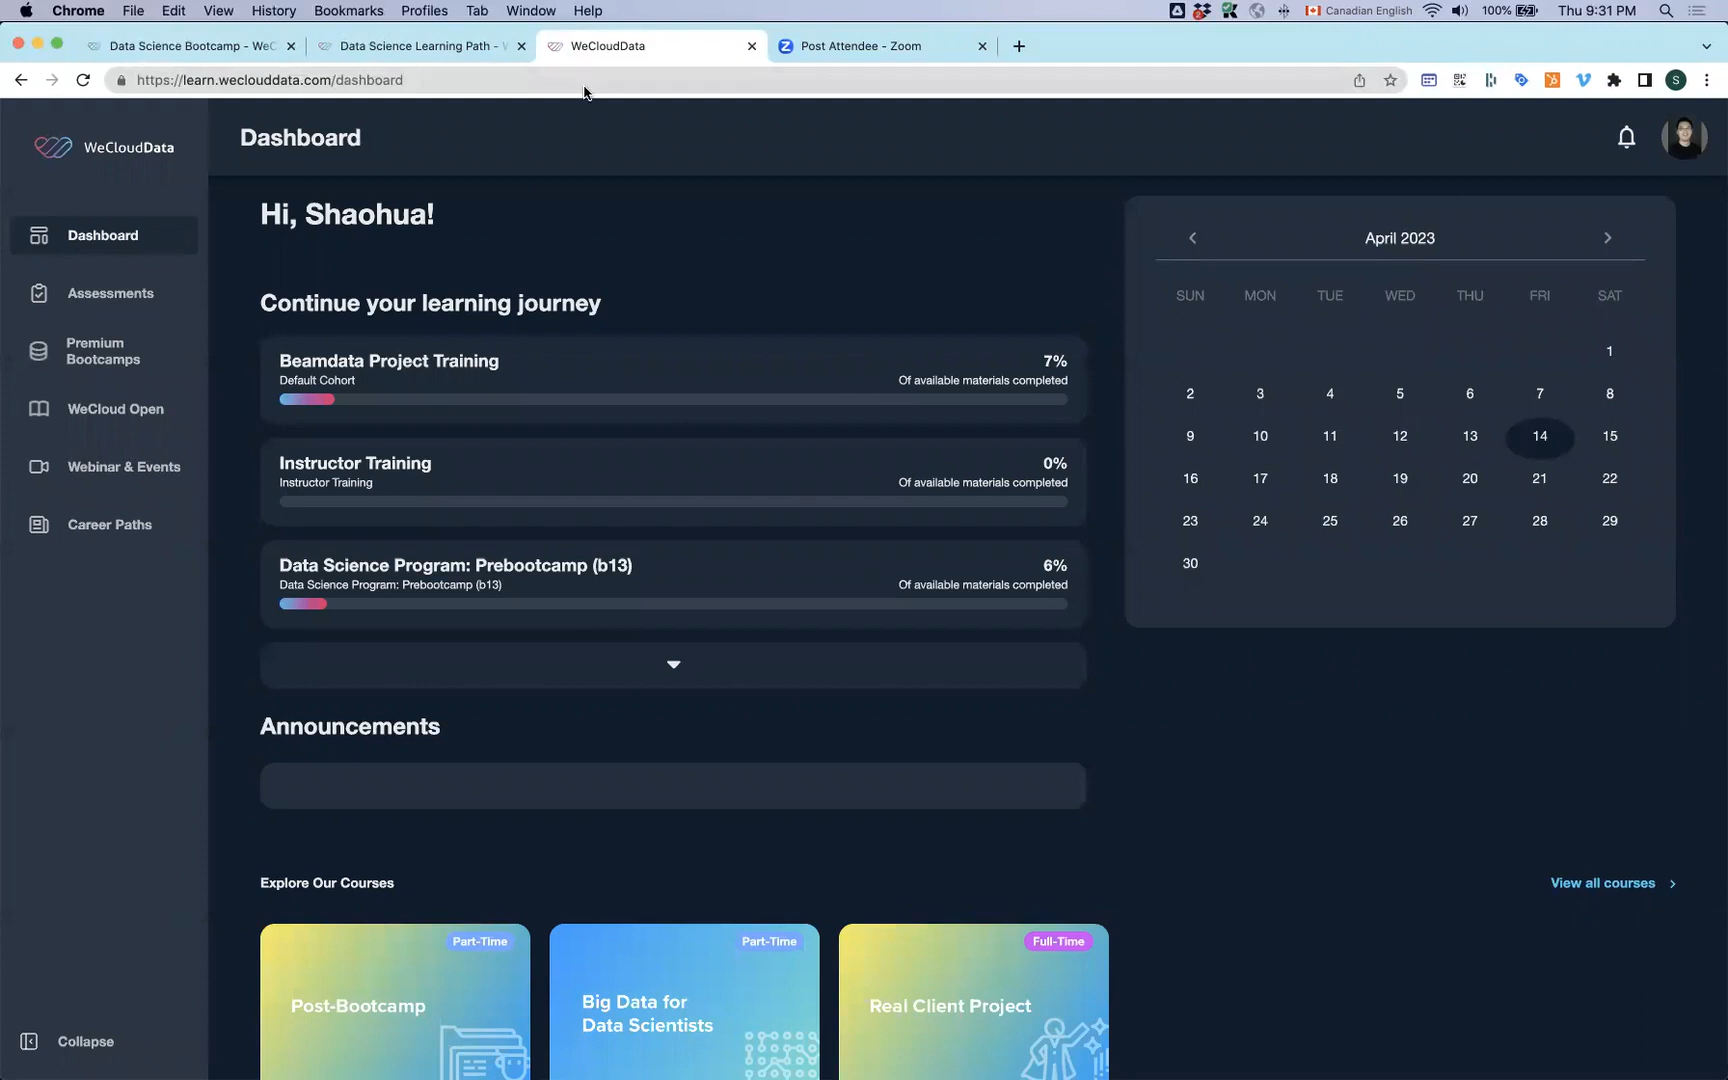 Chrome File Edit View History Bookmarks Profiles Tab Window Help
2 Canadian English 100% Thu 9:31 PM
Data Science Bootcamp - WeC
Data Science Learning Path - W
WeCloudData
Post Attendee - Zoom
https://learn.weclouddata.com/dashboard
S
WeCloudData
Dashboard
Assessments
Premium
Bootcamps
WeCloud Open
Webinar & Events
Career Paths
Collapse
Dashboard
Hi, Shaohua!
Continue your learning journey
Beamdata Project Training 7%
Default Cohort Of available materials completed
Instructor Training 0%
Instructor Training Of available materials completed
Data Science Program: Prebootcamp (b13) 6%
Data Science Program: Prebootcamp (b13) Of available materials completed
April 2023
SUN MON TUE WED THU FRI SAT
1
2 3 4 5 6 7 8
9 10 11 12 13 14 15
16 17 18 19 20 21 22
23 24 25 26 27 28 29
30
Announcements
Explore Our Courses
View all courses
Part-Time
Post-Bootcamp
Part-Time
Big Data for
Data Scientists
Full-Time
Real Client Project